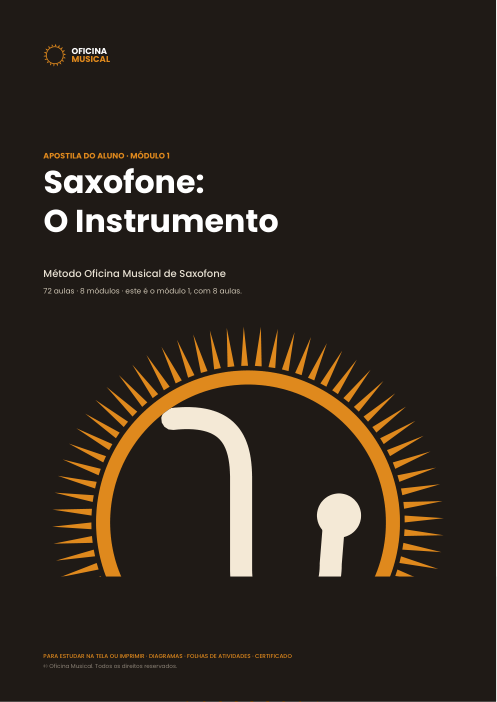 OFICINA
MUSICAL
APOSTILA DO ALUNO · MÓDULO 1
Saxofone:
O Instrumento
Método Oficina Musical de Saxofone
72 aulas · 8 módulos · este é o módulo 1, com 8 aulas.
PARA ESTUDAR NA TELA OU IMPRIMIR · DIAGRAMAS · FOLHAS DE ATIVIDADES · CERTIFICADO
© Oficina Musical. Todos os direitos reservados.